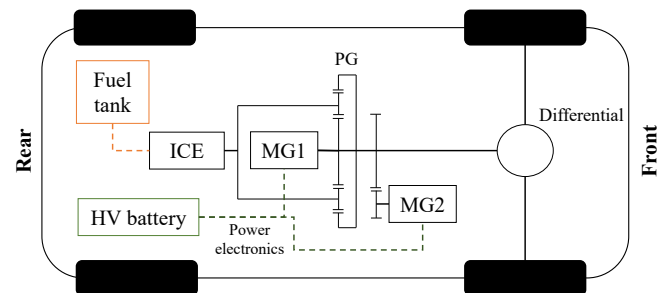 PG
Fuel
tank
Differential
Rear
ICE
MG1
Front
HV battery
MG2
Power
electronics